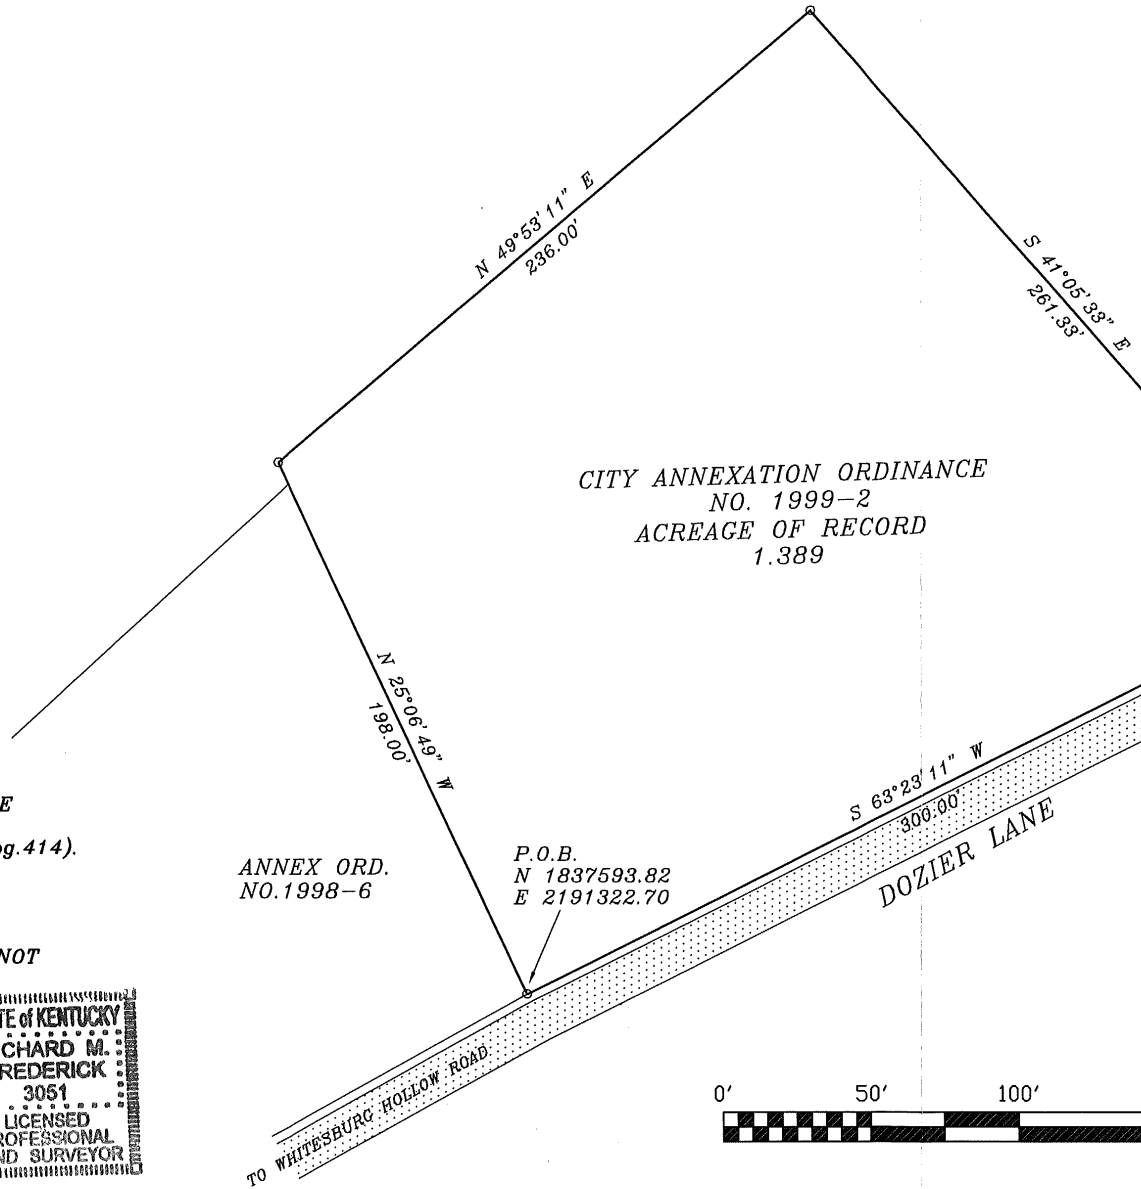 N 49°53'11" E
236.00'
S 41°05'33" E
261.33'
CITY ANNEXATION ORDINANCE
NO. 1999-2
ACREAGE OF RECORD
1.389
N 25°06'49" W
198.00'
S 63°23'11" W
300.00'
DOZIER LANE
E
pg.414).
ANNEX ORD.
NO.1998-6
P.O.B.
N 1837593.82
E 2191322.70
NOT
TE of KENTUCKY
CHARD M.
REDERICK
3051
LICENSED
ROFESSIONAL
ND SURVEYOR
TO WHITESBURG HOLLOW ROAD
0' 50' 100'